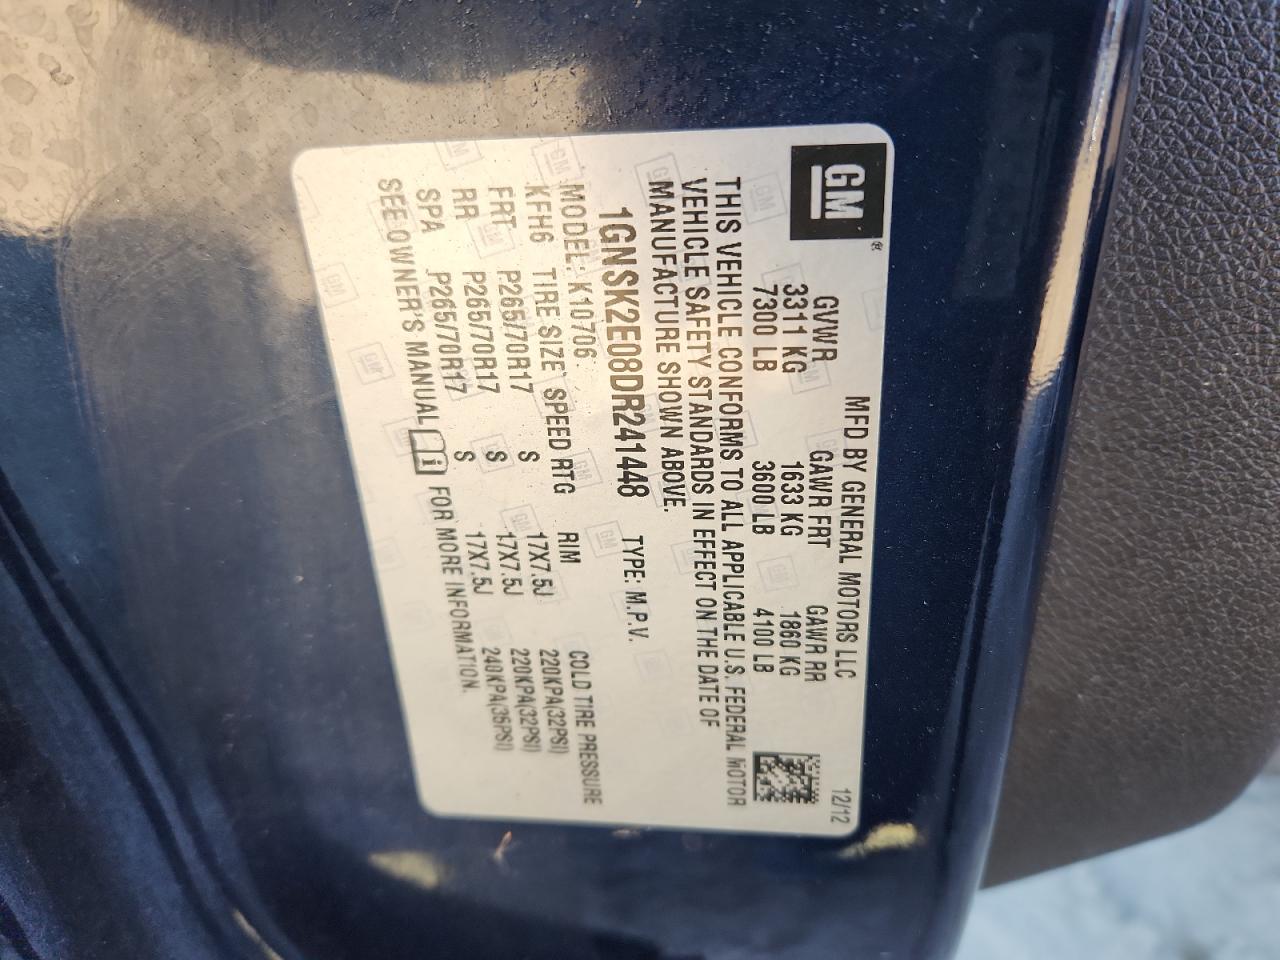 GM
®
MFD BY GENERAL MOTORS LLC 12/12
GVWR GAWR FRT GAWR RR
3311 KG 1633 KG 1860 KG
7300 LB 3600 LB 4100 LB
THIS VEHICLE CONFORMS TO ALL APPLICABLE U.S. FEDERAL MOTOR
VEHICLE SAFETY STANDARDS IN EFFECT ON THE DATE OF
MANUFACTURE SHOWN ABOVE.
1GNSK2E08DR241448 TYPE: M.P.V.
MODEL: K10706
KFH6 TIRE SIZE SPEED RTG RIM COLD TIRE PRESSURE
FRT P265/70R17 S 17X7.5J 220KPA(32PSI)
RR P265/70R17 S 17X7.5J 220KPA(32PSI)
SPA P265/70R17 S 17X7.5J 240KPA(35PSI)
SEE OWNER'S MANUAL i FOR MORE INFORMATION.